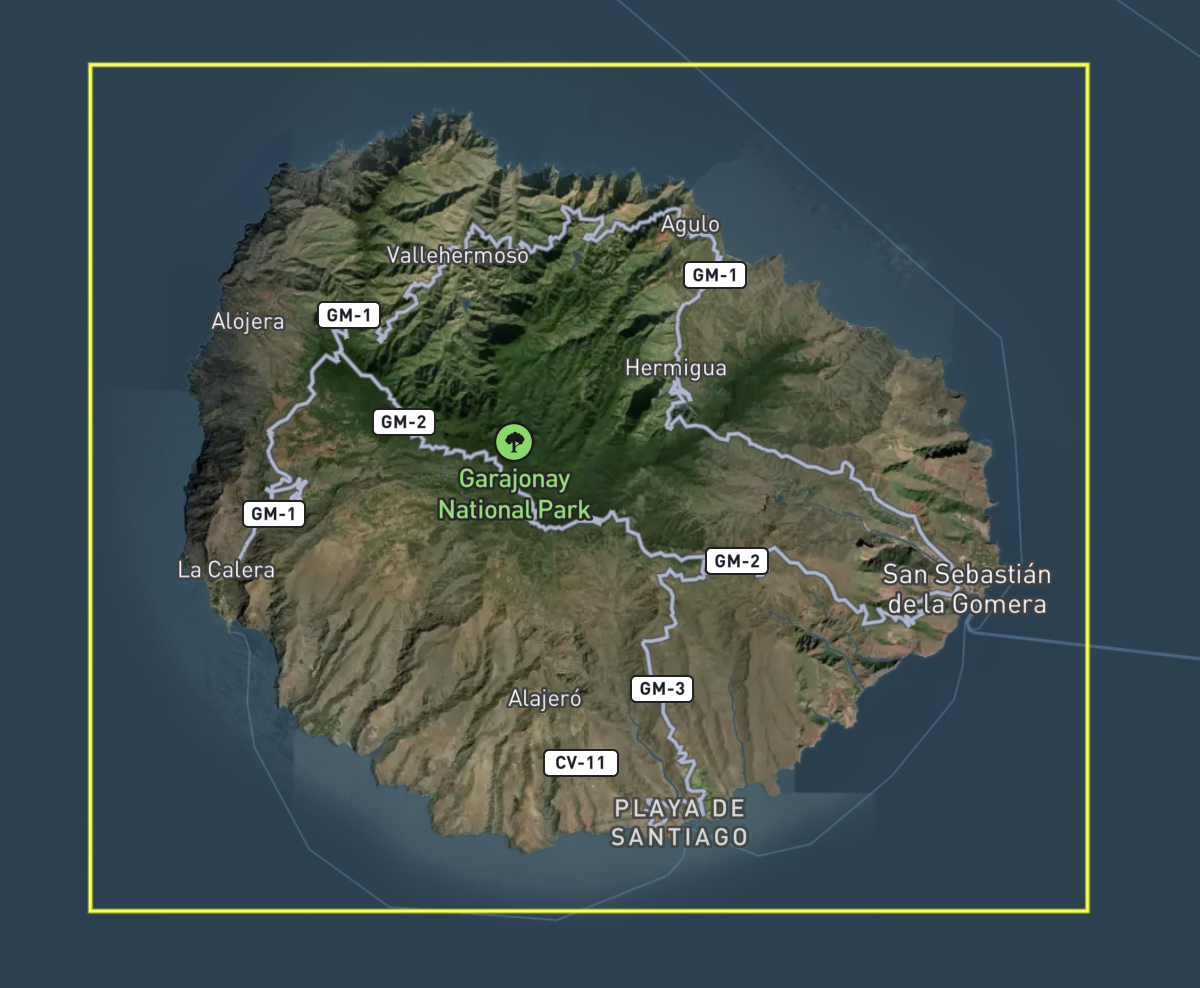 Agulo
Vallehermoso
GM-1
GM-1
Alojera
Hermigua
GM-2
Garajonay
National Park
GM-1
GM-2
La Calera
San Sebastián
de la Gomera
GM-3
Alajeró
CV-11
PLAYA DE
SANTIAGO